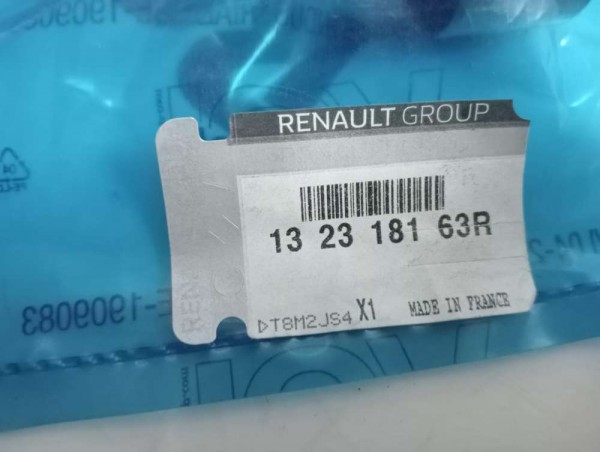 RENAULT GROUP
13 23 181 63R
DT8M2JS4 X1 MADE IN FRANCE
E-1909083